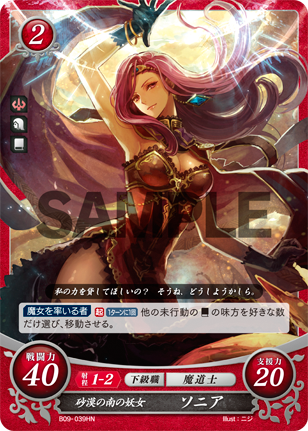 2
SAMPLE
私の力を貸してほしいの？　そうね、どうしようかしら。
魔女を率いる者 起 1ターンに1回 他の未行動の の味方を好きな数
だけ選び、移動させる。
戦闘力
40
射程 1-2 下級職 魔道士
支援力
20
砂漠の南の妖女 ソニア
B09-039HN
Illust：ニジ